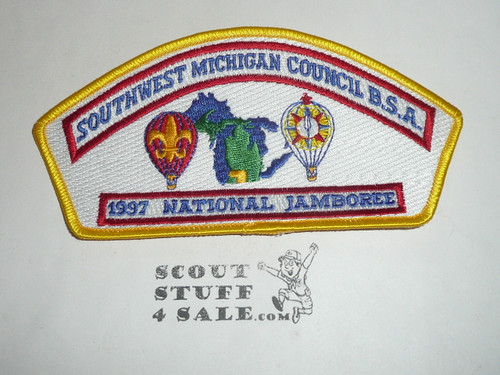 SOUTHWEST MICHIGAN COUNCIL B.S.A.
1997 NATIONAL JAMBOREE
SCOUT
STUFF
4 SALE.com